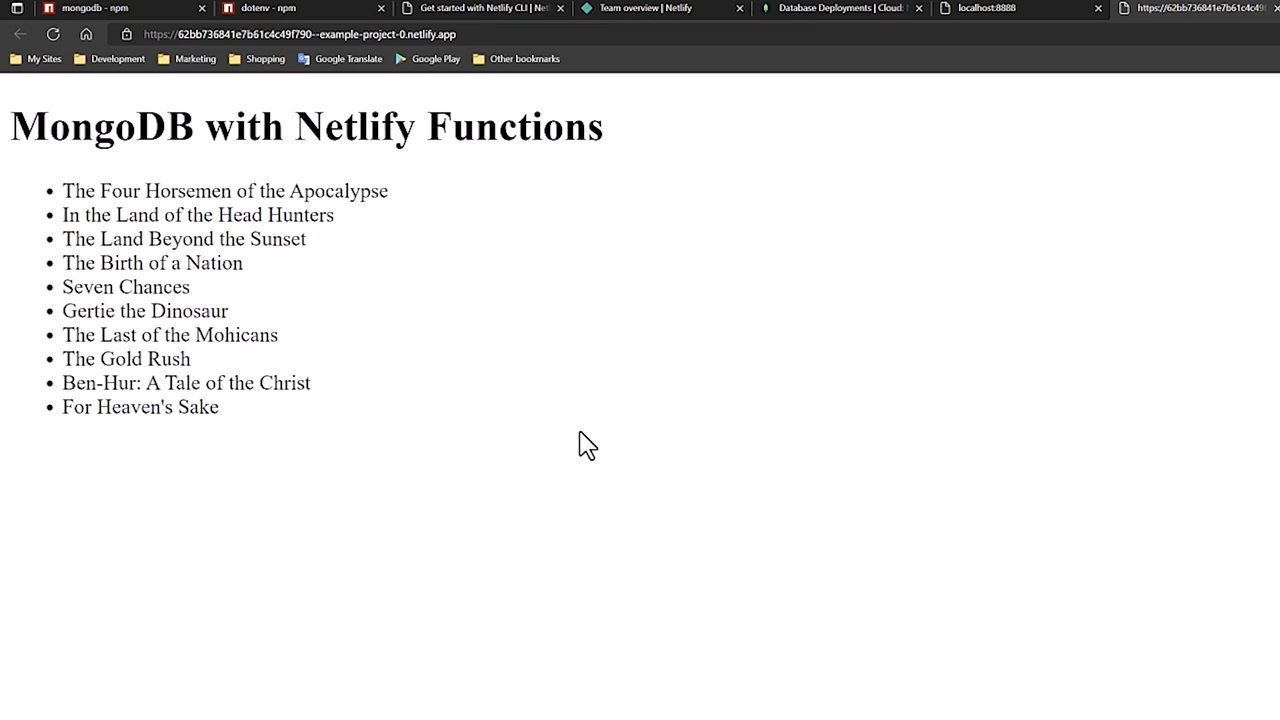 mongodb - npm
dotenv - npm
Get started with Netlify CLI | Net
Team overview | Netlify
Database Deployments | Cloud:
localhost:8888
https://62bb736841e7b61c4c49f
https://62bb736841e7b61c4c49f790--example-project-0.netlify.app
My Sites
Development
Marketing
Shopping
Google Translate
Google Play
Other bookmarks
MongoDB with Netlify Functions
• The Four Horsemen of the Apocalypse
• In the Land of the Head Hunters
• The Land Beyond the Sunset
• The Birth of a Nation
• Seven Chances
• Gertie the Dinosaur
• The Last of the Mohicans
• The Gold Rush
• Ben-Hur: A Tale of the Christ
• For Heaven's Sake